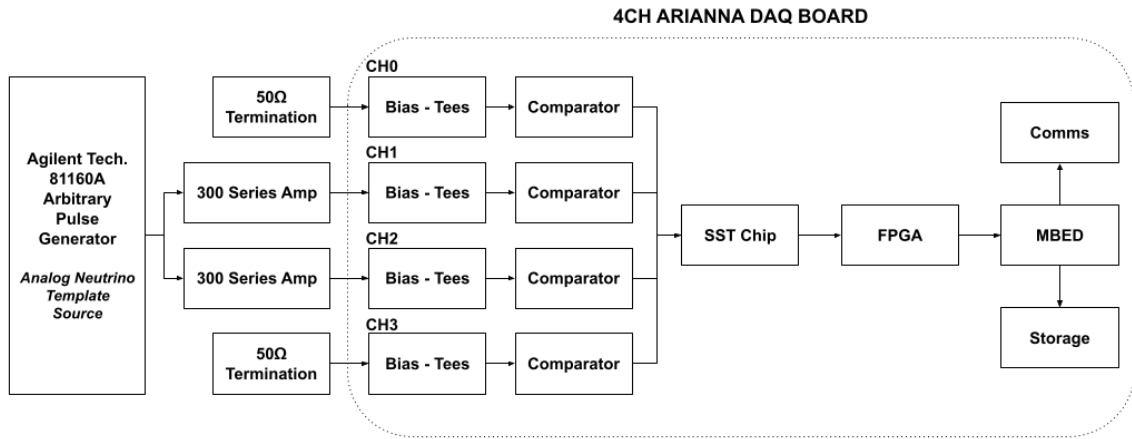 4CH ARIANNA DAQ BOARD
Agilent Tech.
81160A
Arbitrary
Pulse
Generator
Analog Neutrino
Template
Source
50Ω
Termination
CH0
Bias - Tees
Comparator
300 Series Amp
CH1
Bias - Tees
Comparator
300 Series Amp
CH2
Bias - Tees
Comparator
50Ω
Termination
CH3
Bias - Tees
Comparator
SST Chip
FPGA
Comms
MBED
Storage